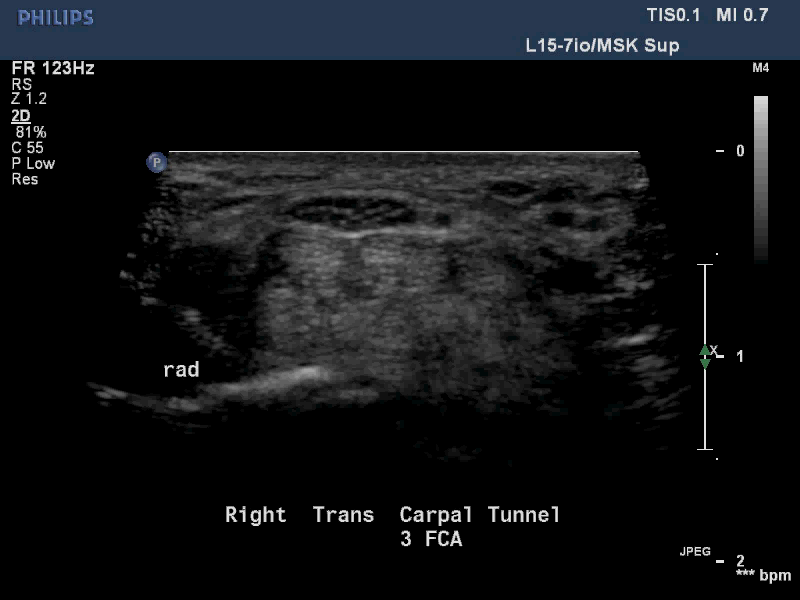 PHILIPS
TIS0.1 MI 0.7
L15-7io/MSK Sup
FR 123Hz
RS
Z 1.2
2D
81%
C 55
P Low
Res
M4
P
0
X
1
rad
Right Trans Carpal Tunnel
3 FCA
JPEG
2
*** bpm